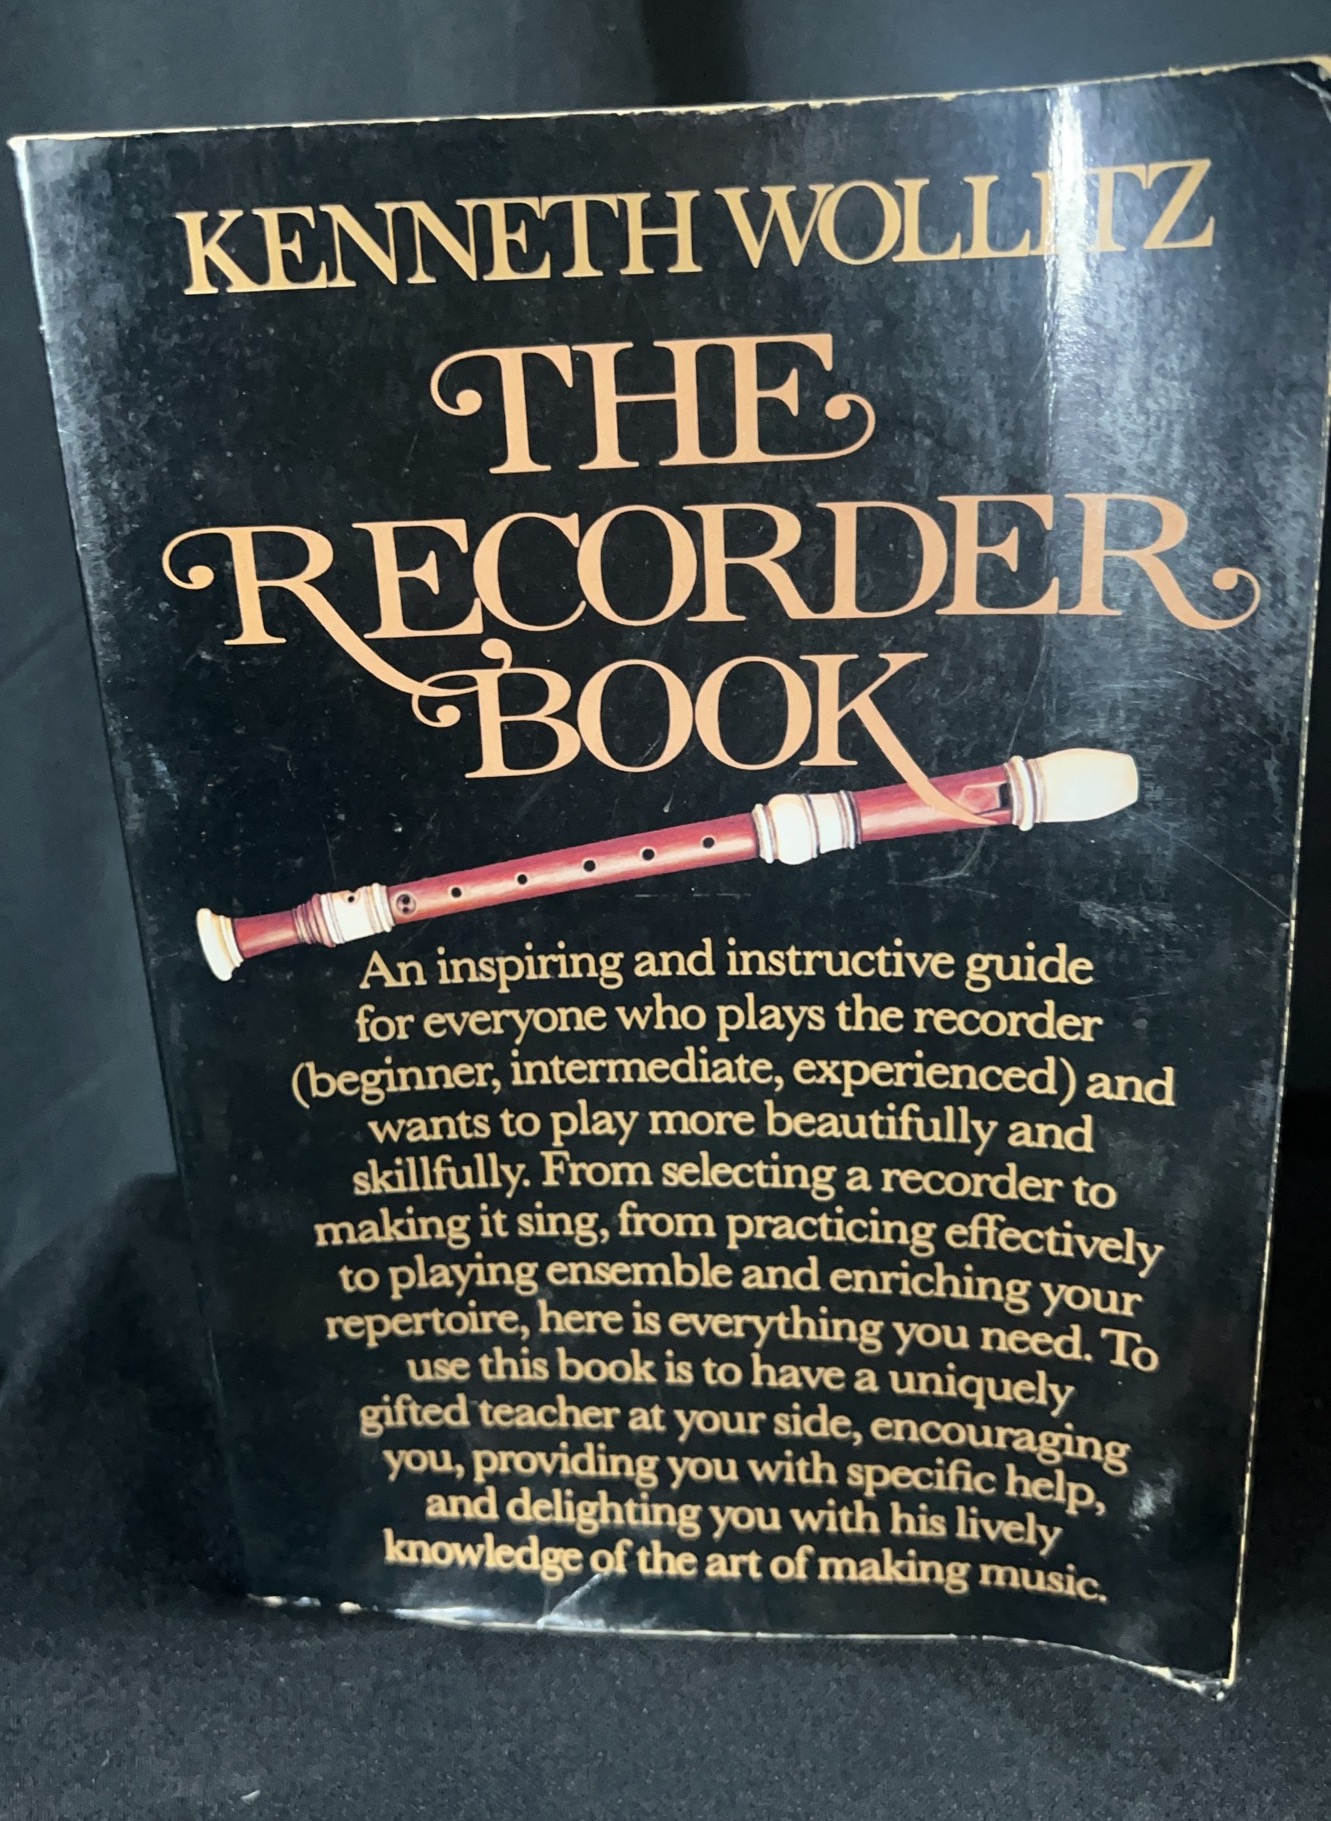 KENNETH WOLLITZ
THE
RECORDER
BOOK
An inspiring and instructive guide
for everyone who plays the recorder
(beginner, intermediate, experienced) and
wants to play more beautifully and
skillfully. From selecting a recorder to
making it sing, from practicing effectively
to playing ensemble and enriching your
repertoire, here is everything you need. To
use this book is to have a uniquely
gifted teacher at your side, encouraging
you, providing you with specific help,
and delighting you with his lively
knowledge of the art of making music.